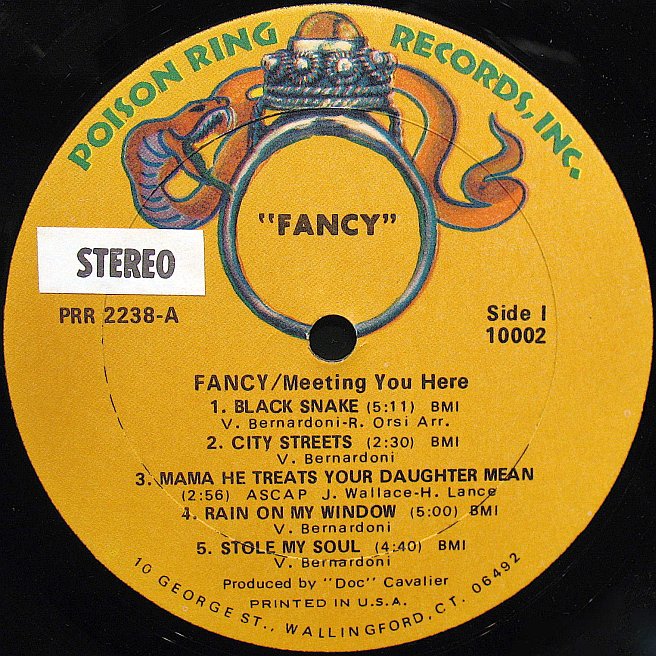 POISON RING RECORDS, INC.
"FANCY"
STEREO
PRR 2238-A
Side I
10002
FANCY/Meeting You Here
1. BLACK SNAKE (5:11) BMI
V. Bernardoni-R. Orsi Arr.
2. CITY STREETS (2:30) BMI
V. Bernardoni
3. MAMA HE TREATS YOUR DAUGHTER MEAN
(2:56) ASCAP J. Wallace-H. Lance
4. RAIN ON MY WINDOW (5:00) BMI
V. Bernardoni
5. STOLE MY SOUL (4:40) BMI
V. Bernardoni
Produced by "Doc" Cavalier
PRINTED IN U.S.A.
10 GEORGE ST., WALLINGFORD, CT. 06492